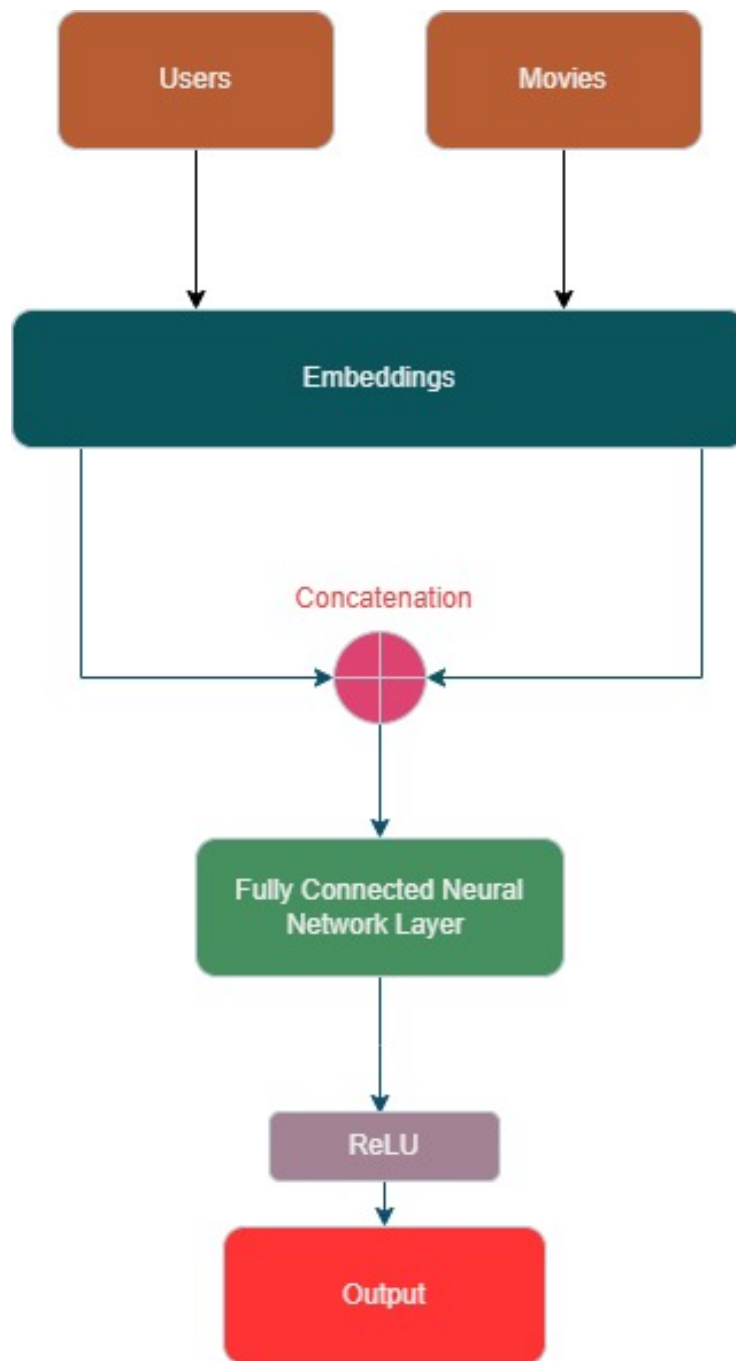 Users
Movies
Embeddings
Concatenation
Fully Connected Neural
Network Layer
ReLU
Output